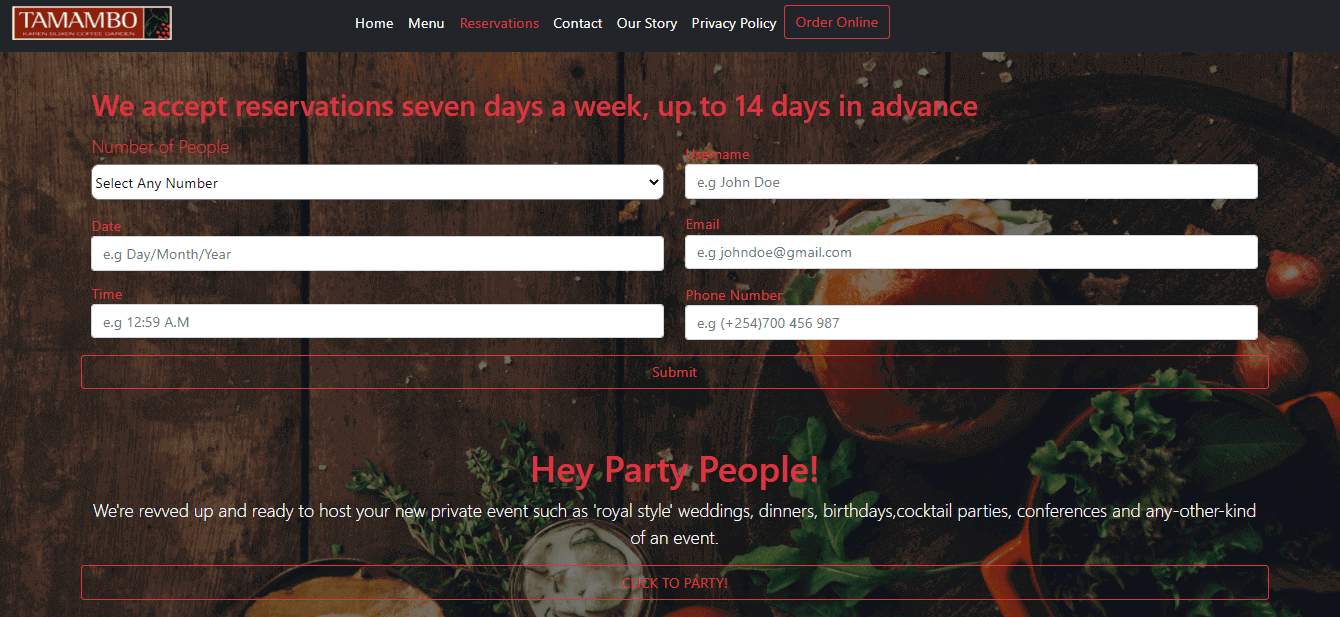 TAMAMBO
KAREN BLIXEN COFFEE GARDEN
Home Menu Reservations Contact Our Story Privacy Policy Order Online
We accept reservations seven days a week, up to 14 days in advance
Number of People
Select Any Number
Username
e.g John Doe
Date
e.g Day/Month/Year
Email
e.g johndoe@gmail.com
Time
e.g 12:59 A.M
Phone Number
e.g (+254)700 456 987
Submit
Hey Party People!
We're revved up and ready to host your new private event such as 'royal style' weddings, dinners, birthdays,cocktail parties, conferences and any-other-kind
of an event.
CLICK TO PARTY!